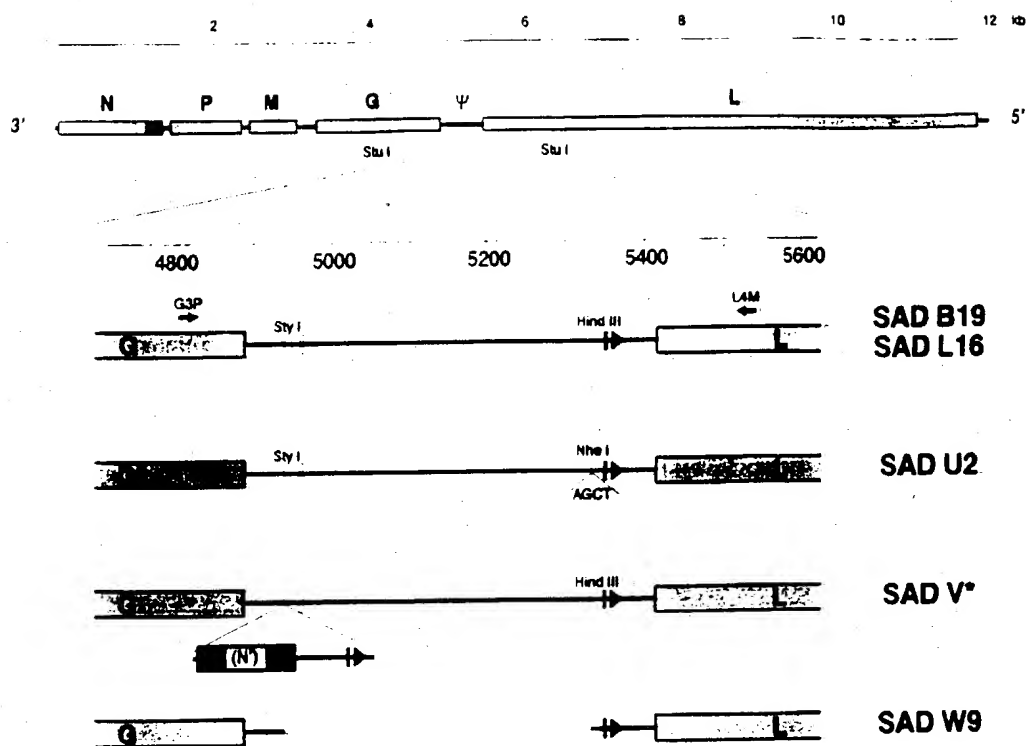 2 4 6 8 10 12 kb
N P M G Ψ L
3' 5'
Stu I Stu I
4800 5000 5200 5400 5600
G3P L4M
Sty I Hind III
SAD B19
G L
SAD L16
Sty I Nhe I
G SAD U2
AGCT
Hind III
G L SAD V*
(N')
G L SAD W9